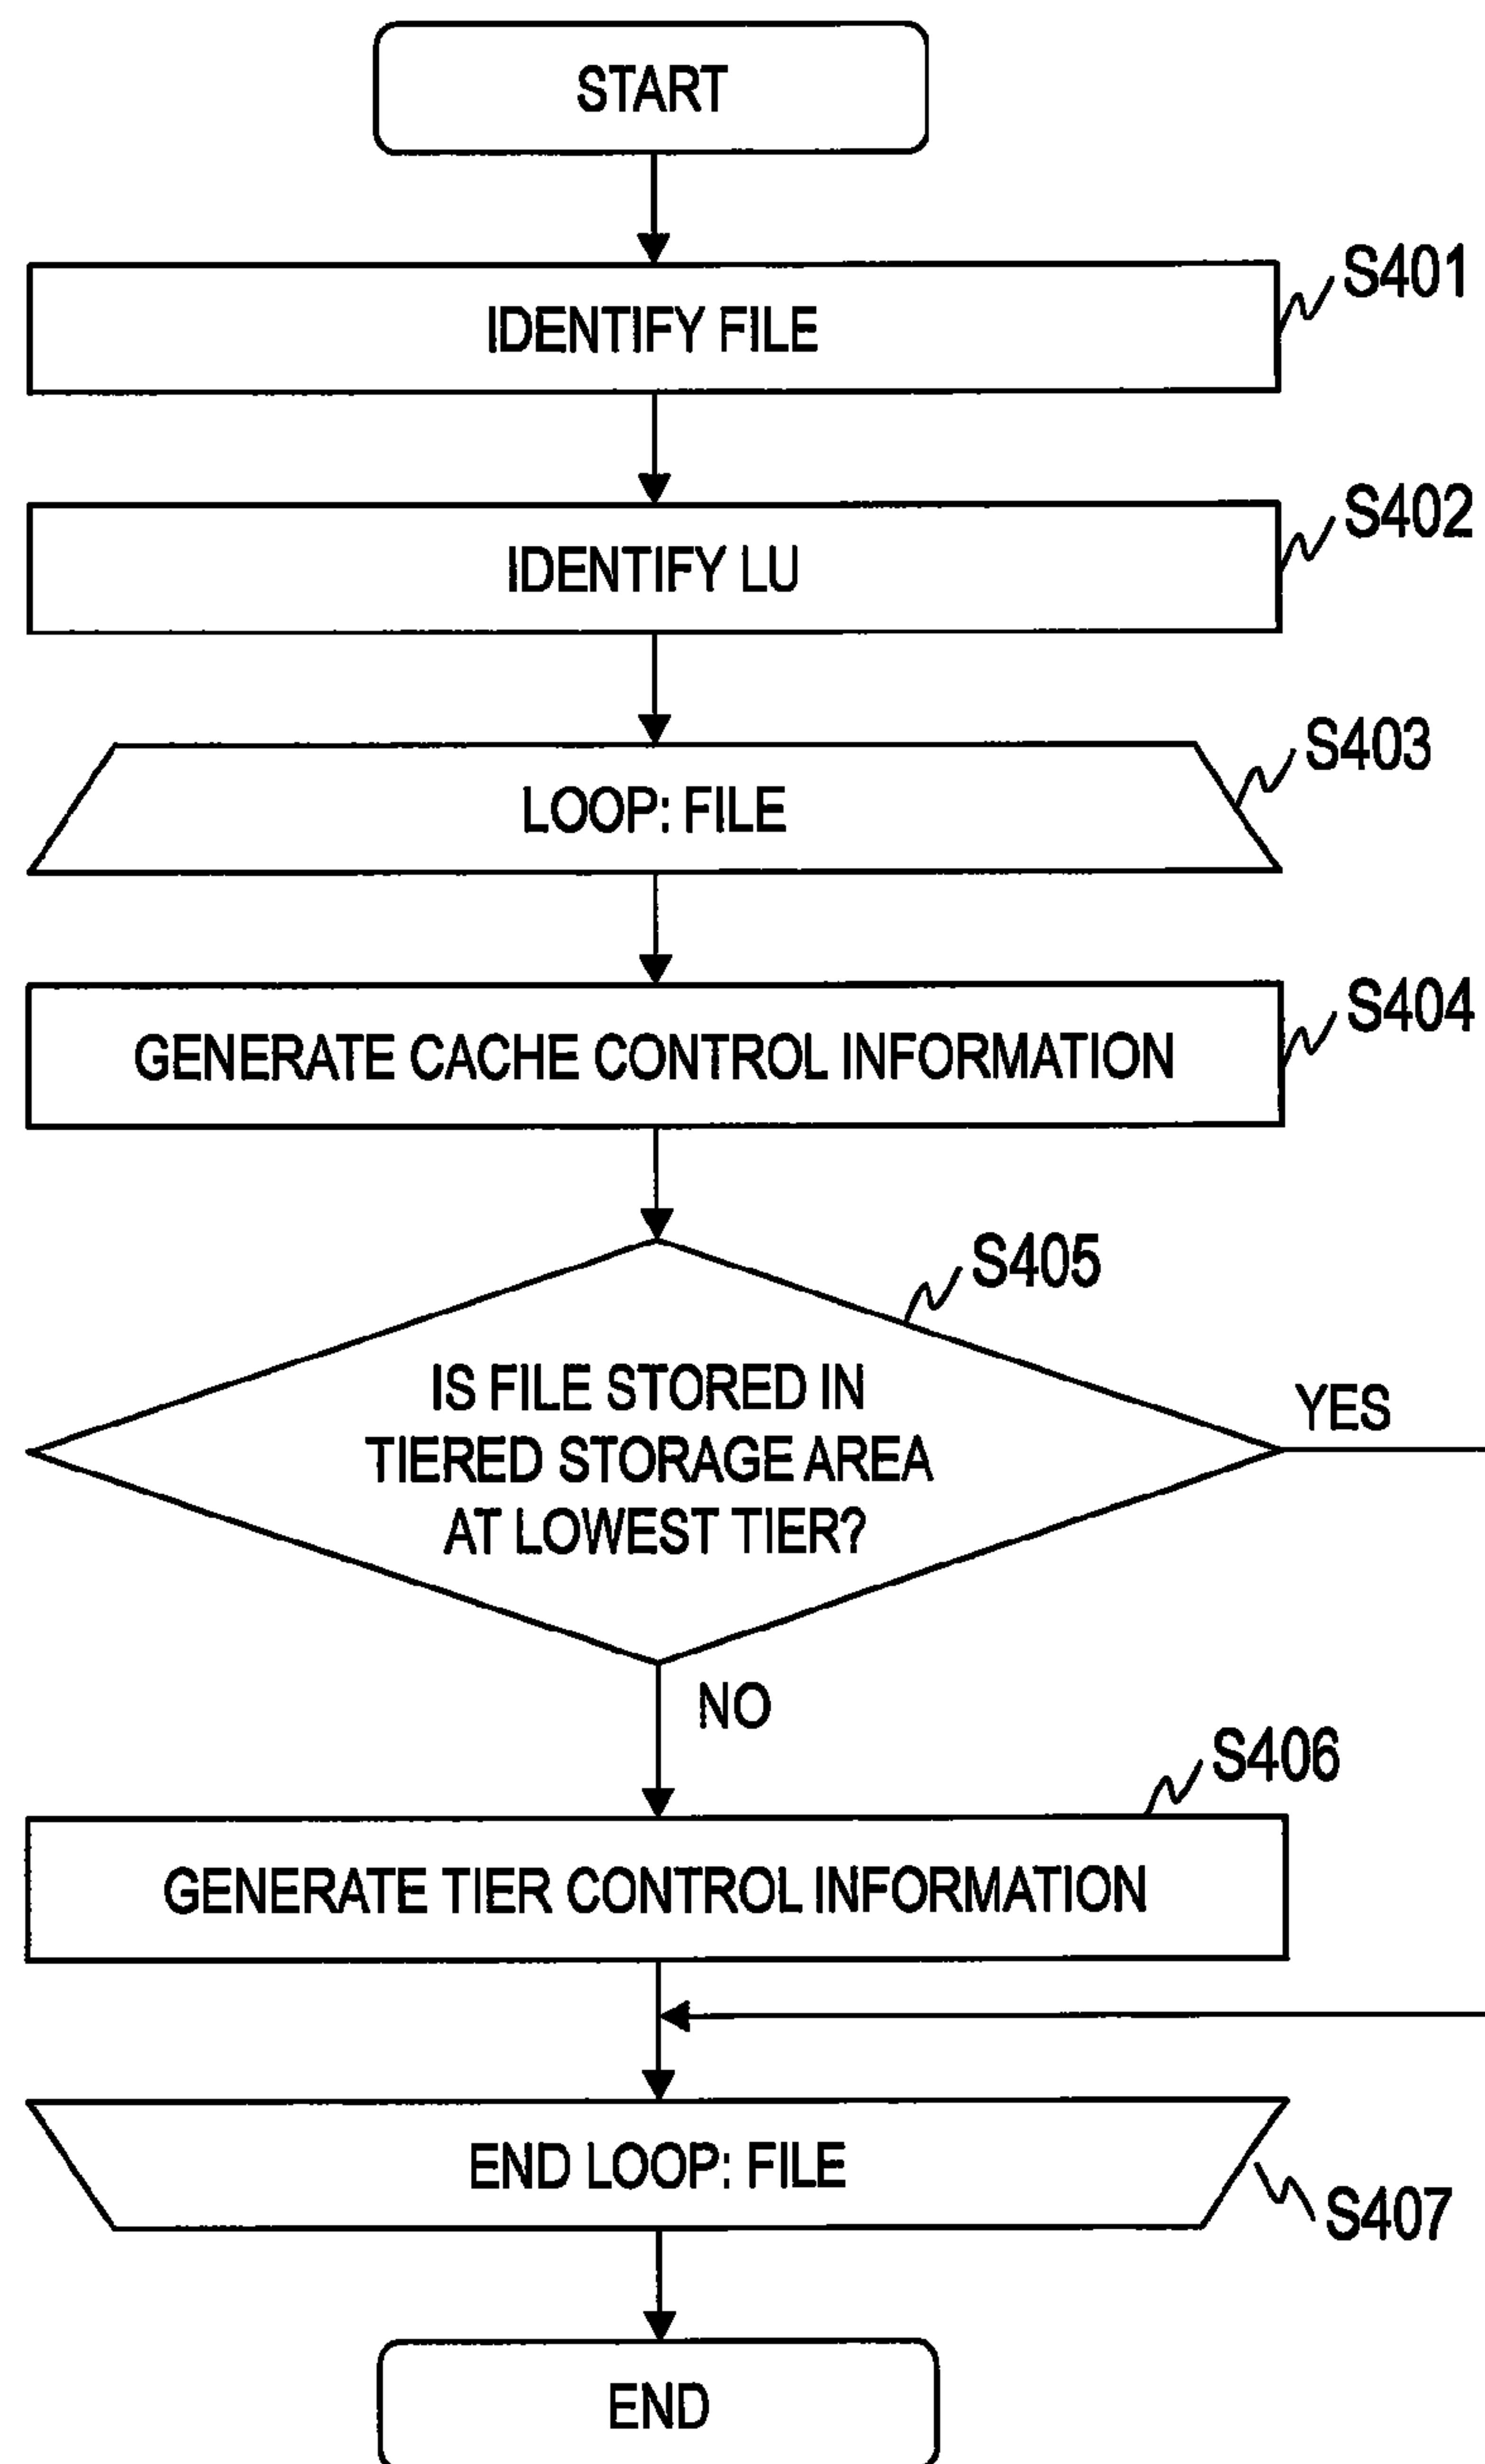 START
S401
IDENTIFY FILE
S402
IDENTIFY LU
S403
LOOP: FILE
S404
GENERATE CACHE CONTROL INFORMATION
S405
IS FILE STORED IN
TIERED STORAGE AREA
AT LOWEST TIER?
YES
NO
S406
GENERATE TIER CONTROL INFORMATION
END LOOP: FILE
S407
END